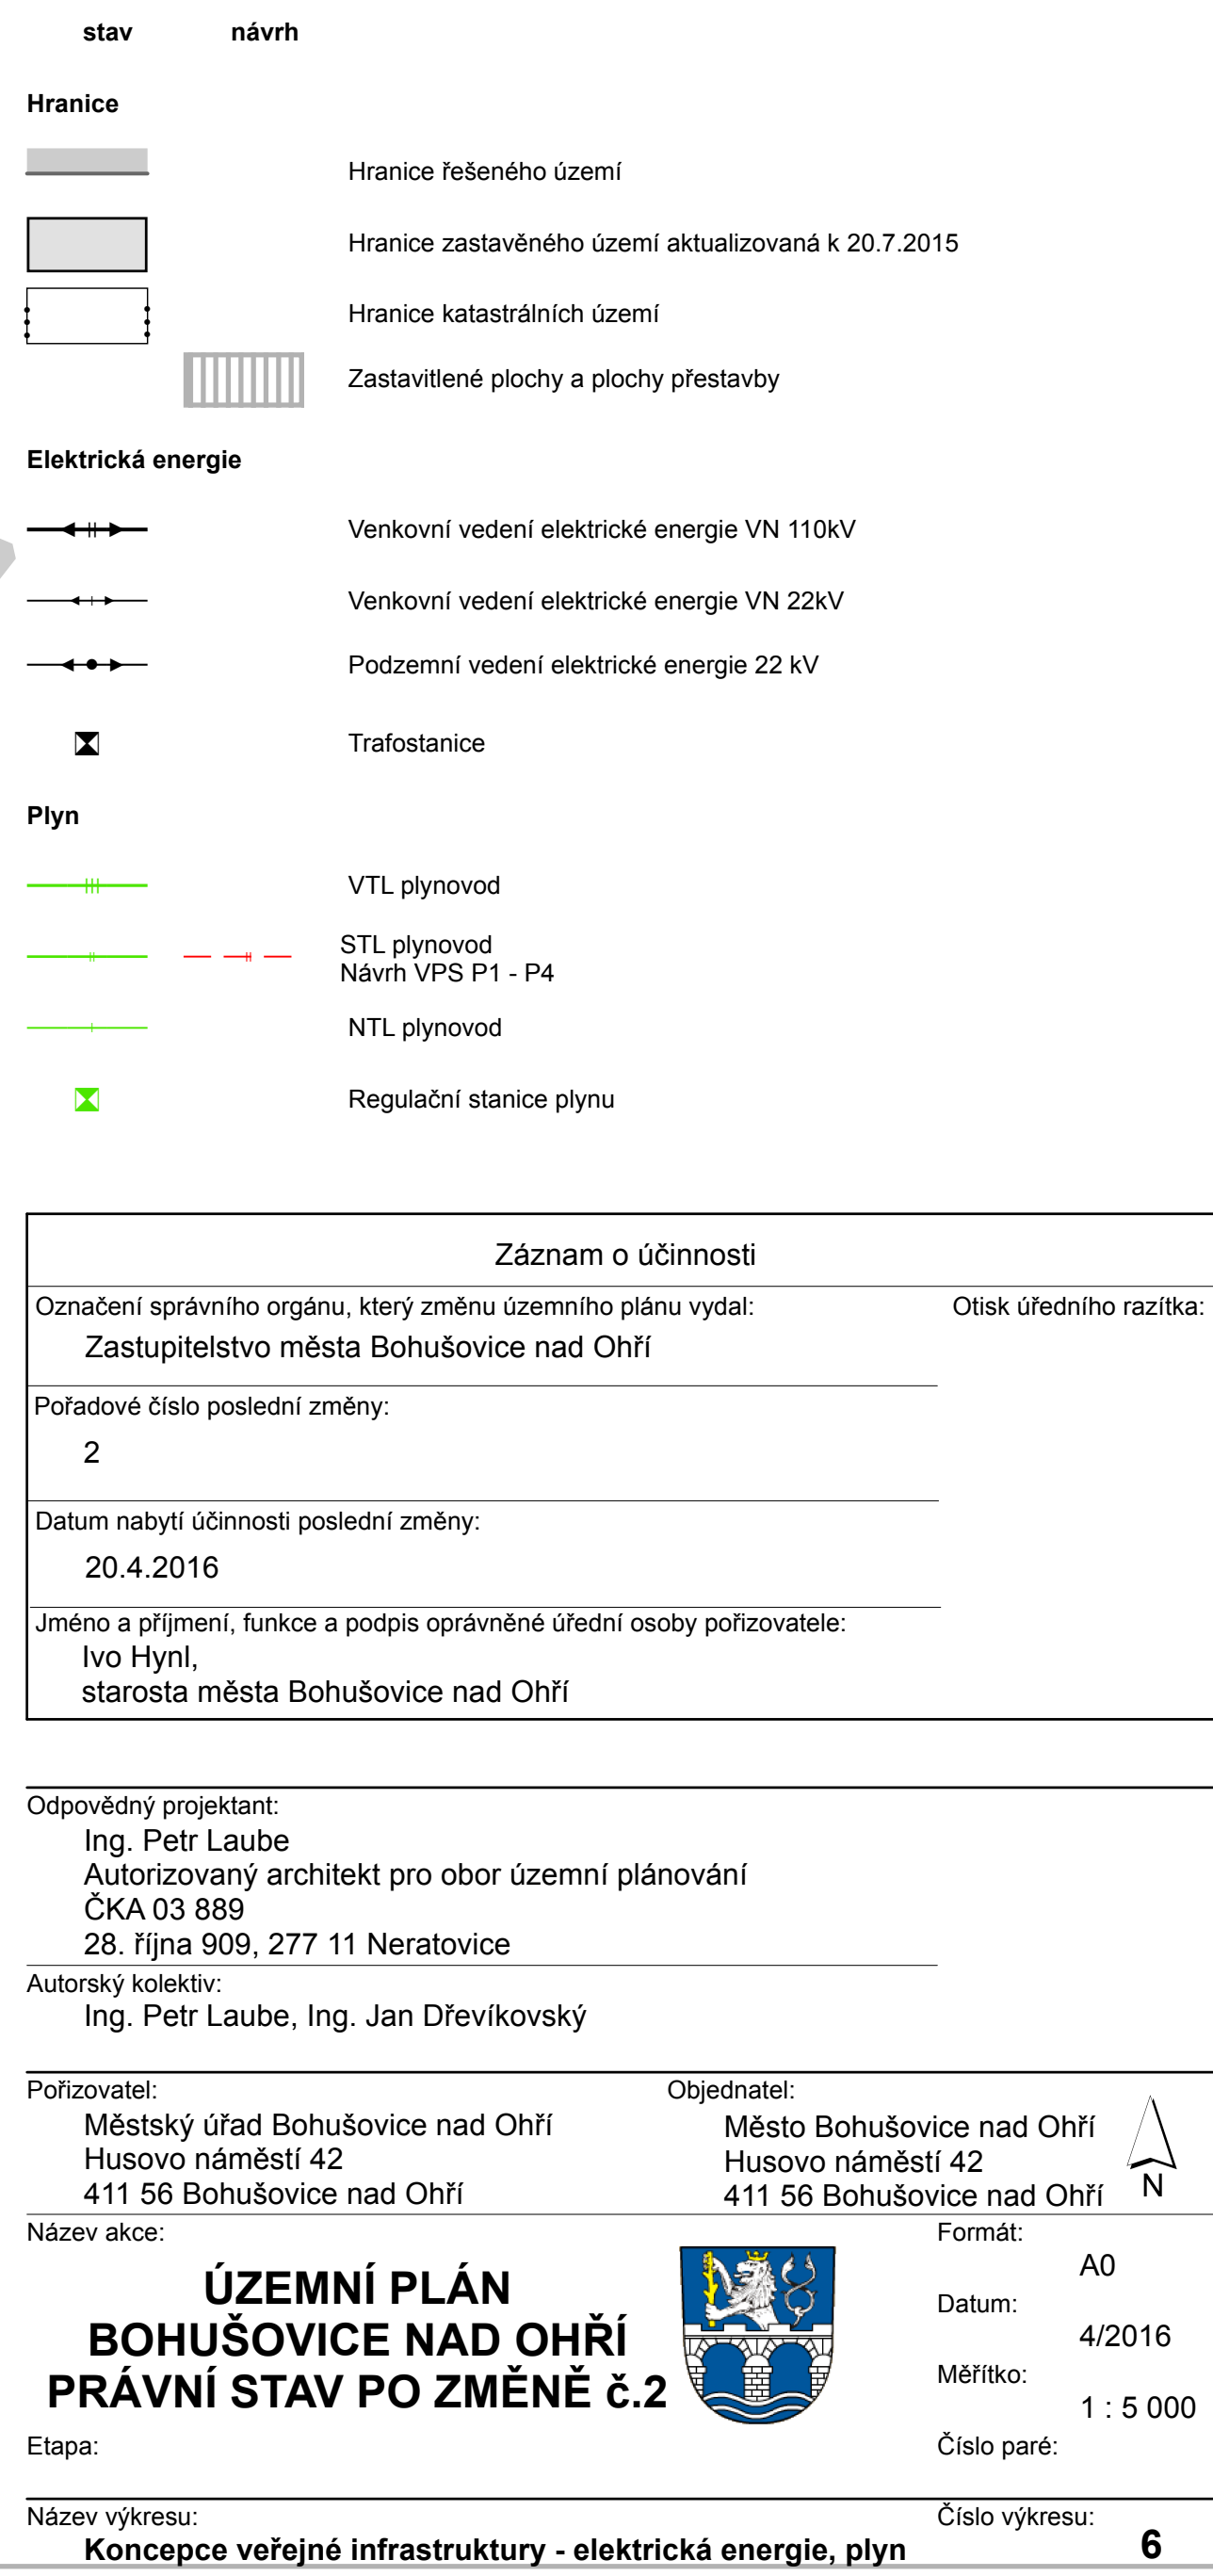 stav návrh
Hranice
Hranice řešeného území
Hranice zastavěného území aktualizovaná k 20.7.2015
Hranice katastrálních území
Zastavitlené plochy a plochy přestavby
Elektrická energie
Venkovní vedení elektrické energie VN 110kV
Venkovní vedení elektrické energie VN 22kV
Podzemní vedení elektrické energie 22 kV
Trafostanice
Plyn
VTL plynovod
STL plynovod
Návrh VPS P1 - P4
NTL plynovod
Regulační stanice plynu
Záznam o účinnosti
Označení správního orgánu, který změnu územního plánu vydal:
Zastupitelstvo města Bohušovice nad Ohří
Otisk úředního razítka:
Pořadové číslo poslední změny:
2
Datum nabytí účinnosti poslední změny:
20.4.2016
Jméno a příjmení, funkce a podpis oprávněné úřední osoby pořizovatele:
Ivo Hynl,
starosta města Bohušovice nad Ohří
Odpovědný projektant:
Ing. Petr Laube
Autorizovaný architekt pro obor územní plánování
ČKA 03 889
28. října 909, 277 11 Neratovice
Autorský kolektiv:
Ing. Petr Laube, Ing. Jan Dřevíkovský
Pořizovatel:
Městský úřad Bohušovice nad Ohří
Husovo náměstí 42
411 56 Bohušovice nad Ohří
Objednatel:
Město Bohušovice nad Ohří
Husovo náměstí 42
411 56 Bohušovice nad Ohří
N
Název akce:
ÚZEMNÍ PLÁN
BOHUŠOVICE NAD OHŘÍ
PRÁVNÍ STAV PO ZMĚNĚ č.2
Formát:
A0
Datum:
4/2016
Měřítko:
1 : 5 000
Etapa:
Číslo paré:
Název výkresu:
Koncepce veřejné infrastruktury - elektrická energie, plyn
Číslo výkresu:
6